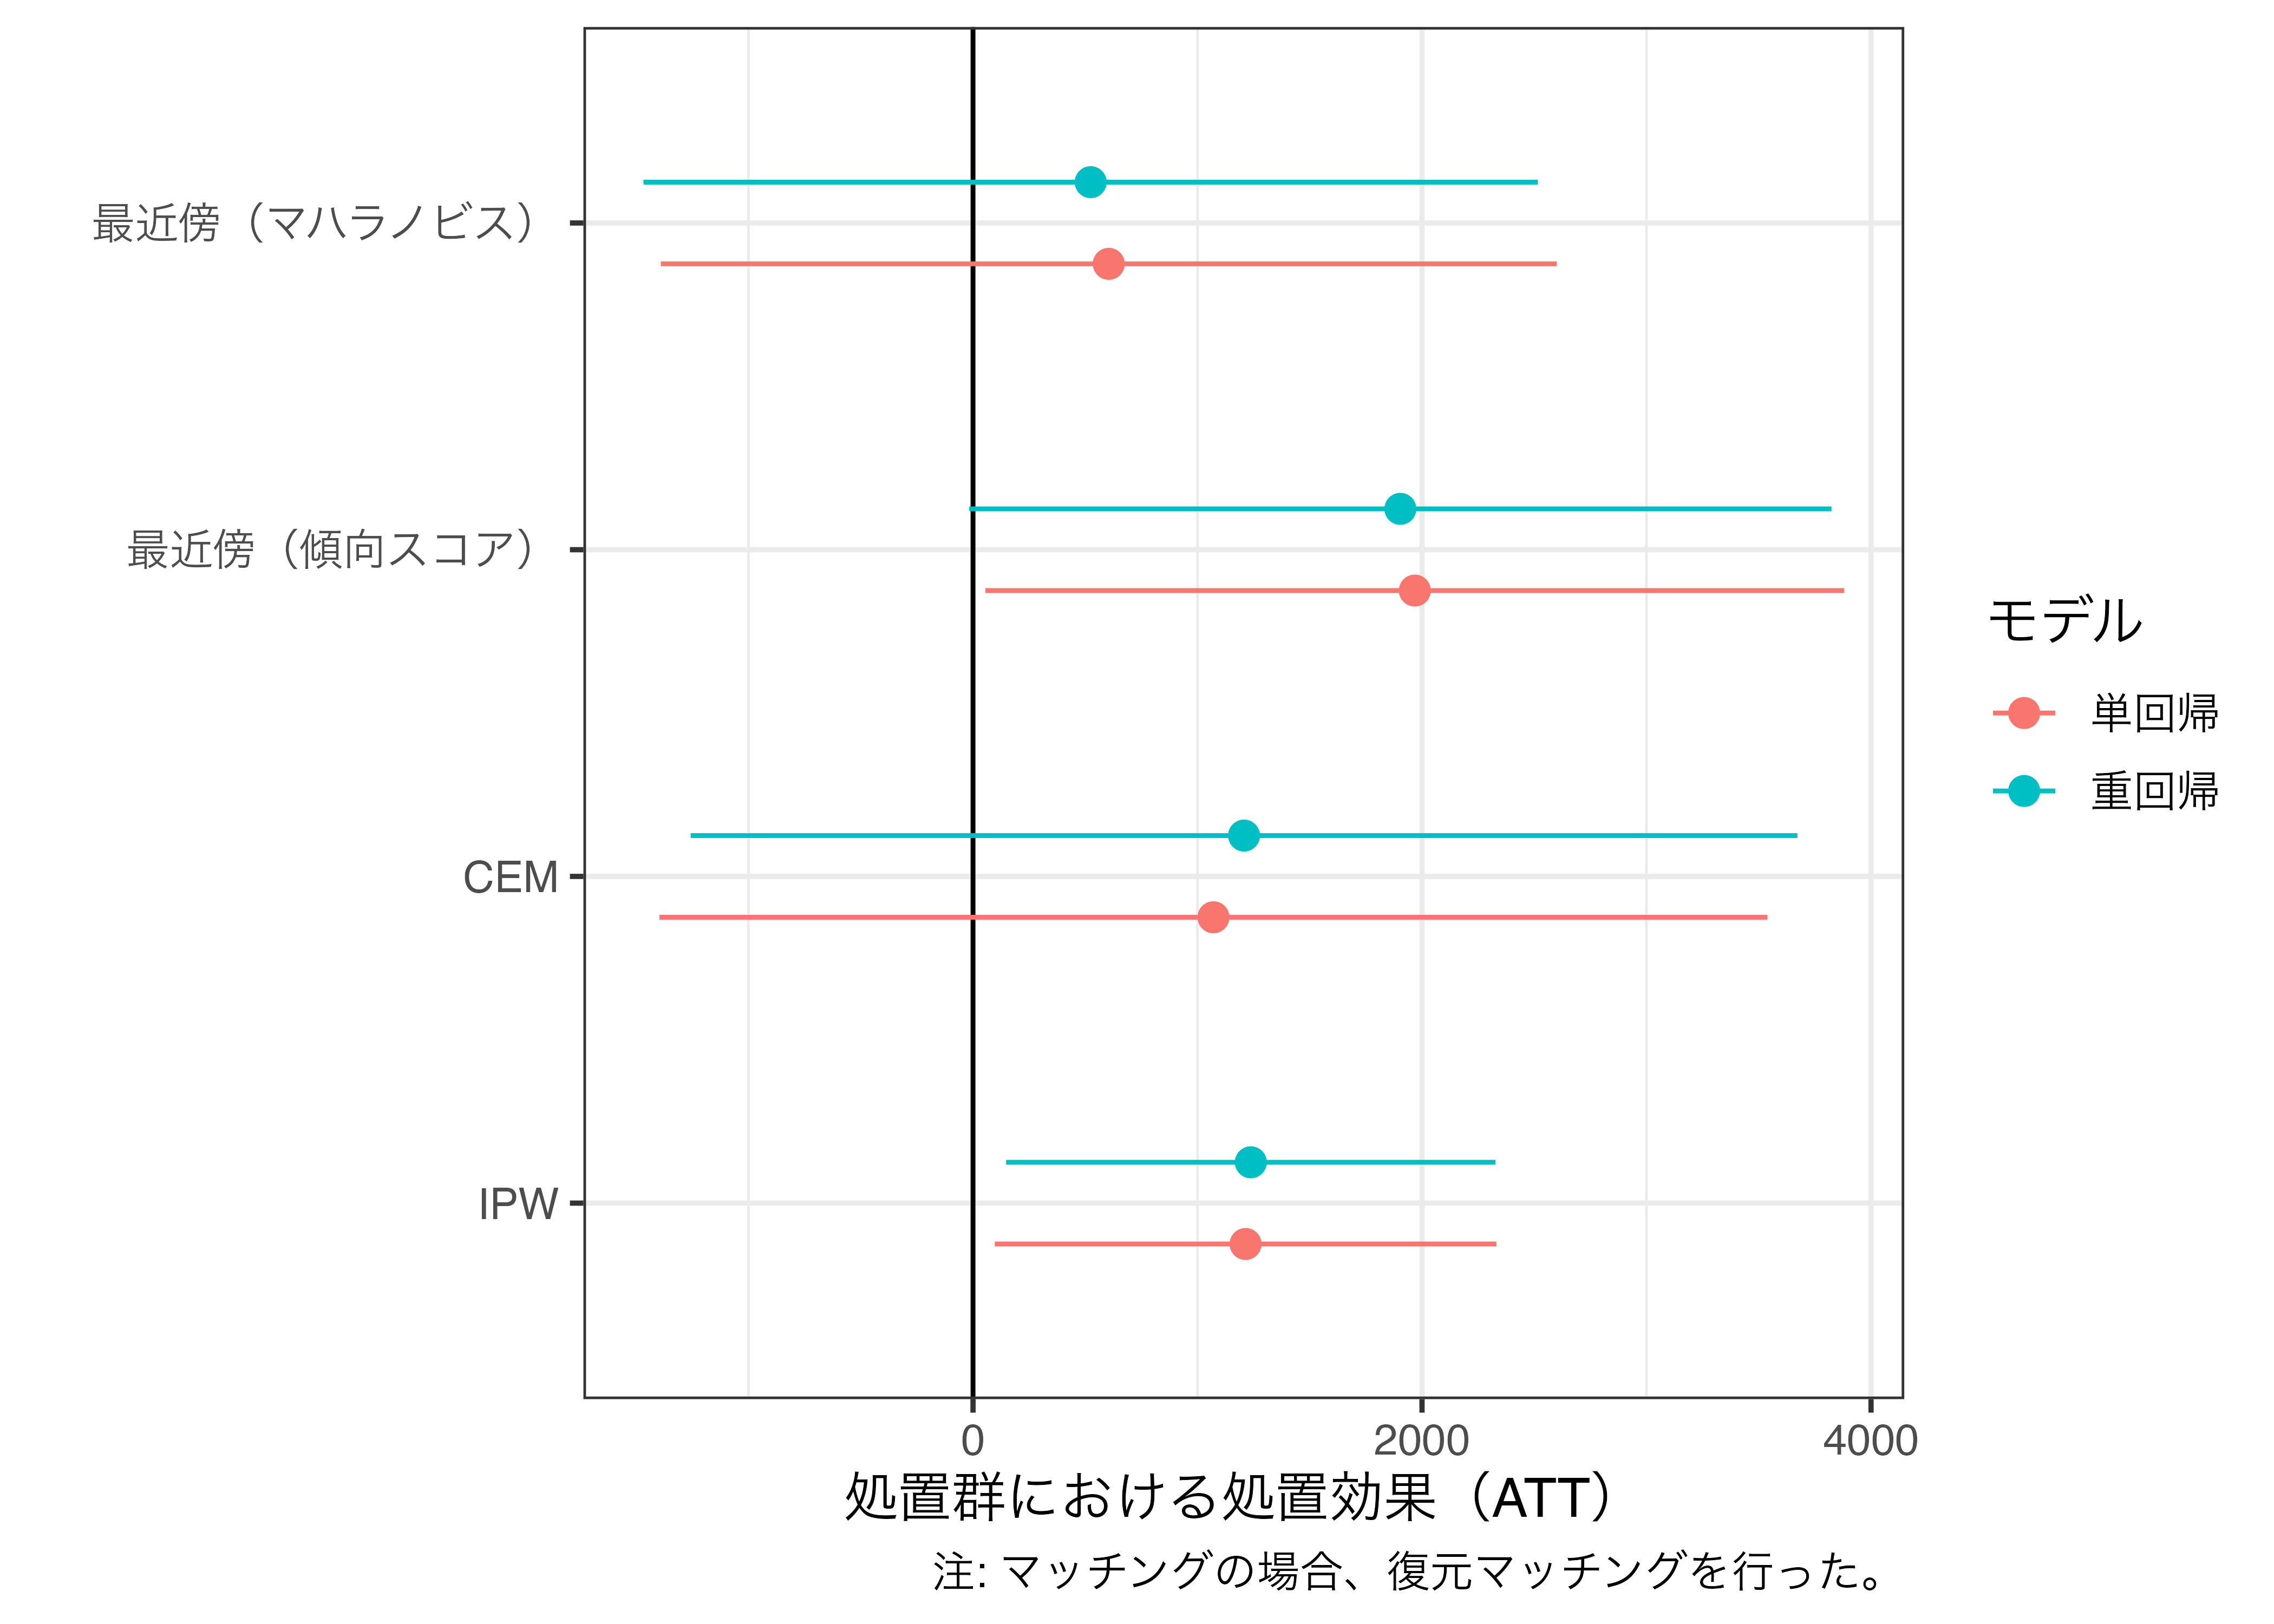 最近傍（マハラノビス）
最近傍（傾向スコア）
CEM
IPW
0 2000 4000
処置群における処置効果（ATT）
注: マッチングの場合、復元マッチングを行った。
モデル
単回帰
重回帰